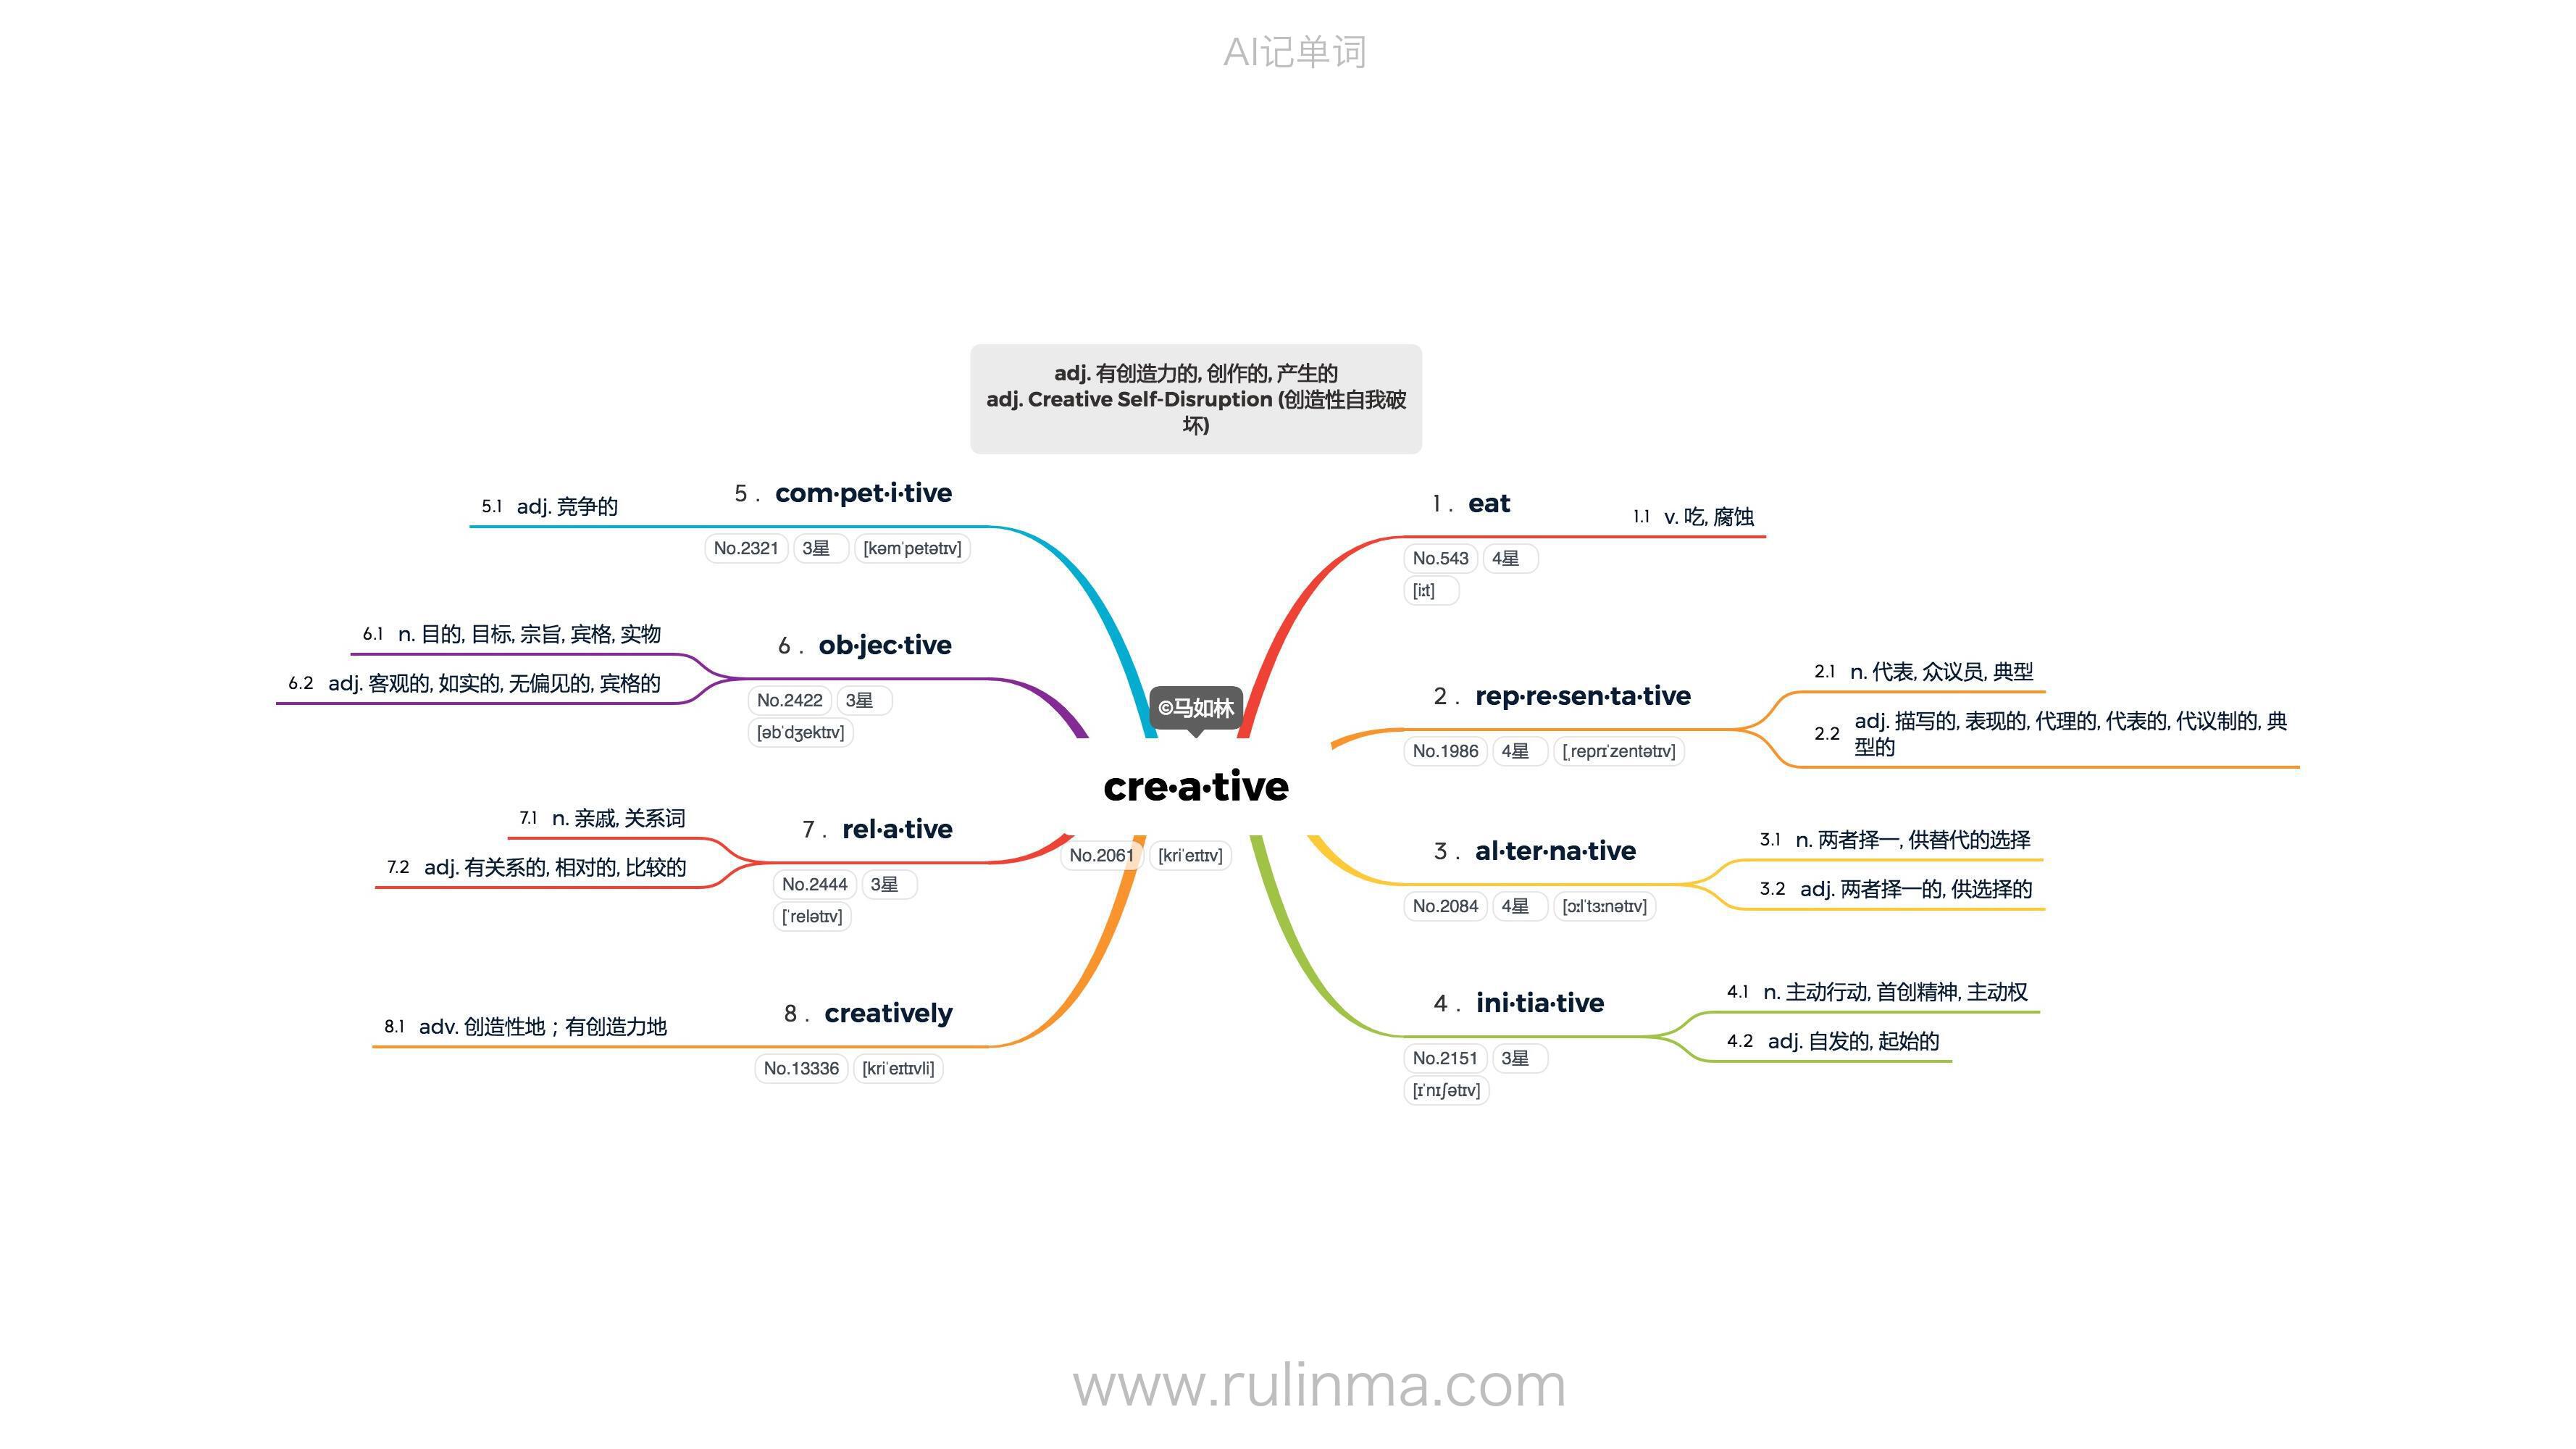 AI记单词
adj. 有创造力的, 创作的, 产生的
adj. Creative Self-Disruption (创造性自我破
坏)
©马如林
cre·a·tive
No.2061 [kriˈeɪtɪv]
1. eat
No.543 4星
[iːt]
1.1 v. 吃, 腐蚀
2. rep·re·sen·ta·tive
No.1986 4星 [ˌreprɪˈzentətɪv]
2.1 n. 代表, 众议员, 典型
2.2 adj. 描写的, 表现的, 代理的, 代表的, 代议制的, 典
型的
3. al·ter·na·tive
No.2084 4星 [ɔːlˈtɜːnətɪv]
3.1 n. 两者择一, 供替代的选择
3.2 adj. 两者择一的, 供选择的
4. ini·tia·tive
No.2151 3星
[ɪˈnɪʃətɪv]
4.1 n. 主动行动, 首创精神, 主动权
4.2 adj. 自发的, 起始的
5. com·pet·i·tive
No.2321 3星 [kəmˈpetətɪv]
5.1 adj. 竞争的
6. ob·jec·tive
No.2422 3星
[əbˈdʒektɪv]
6.1 n. 目的, 目标, 宗旨, 宾格, 实物
6.2 adj. 客观的, 如实的, 无偏见的, 宾格的
7. rel·a·tive
No.2444 3星
[ˈrelətɪv]
7.1 n. 亲戚, 关系词
7.2 adj. 有关系的, 相对的, 比较的
8. creatively
No.13336 [kriˈeɪtɪvli]
8.1 adv. 创造性地；有创造力地
www.rulinma.com